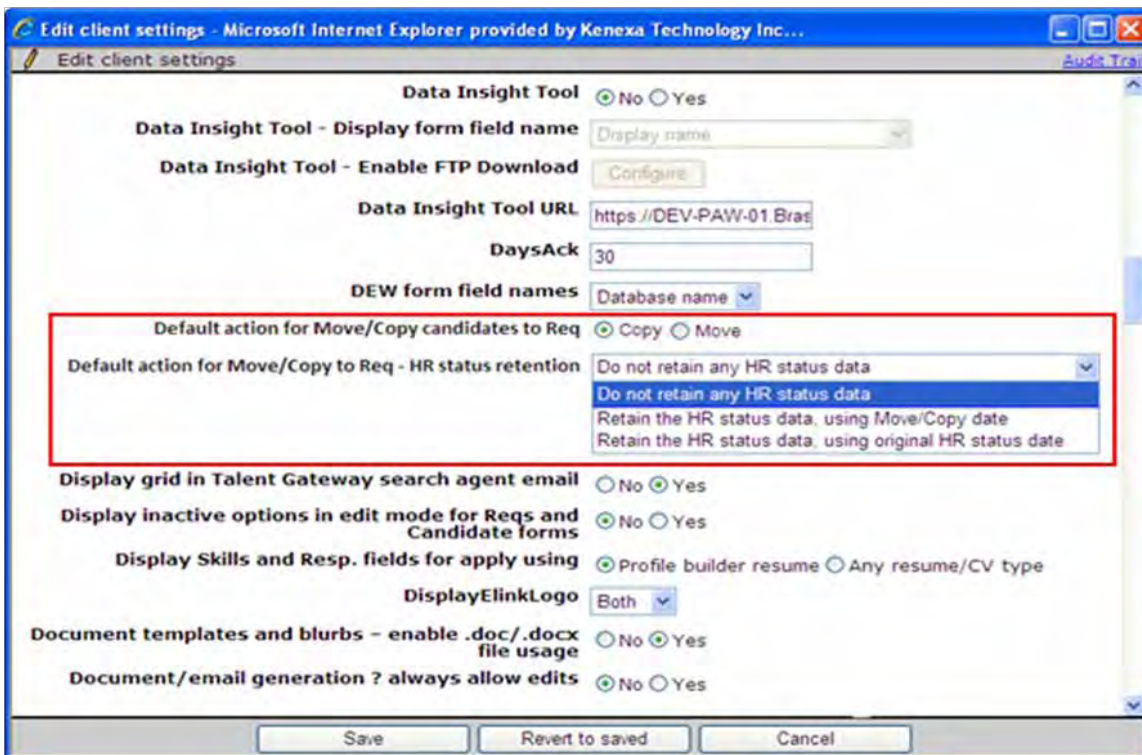 Edit client settings - Microsoft Internet Explorer provided by Kenexa Technology Inc...
Edit client settings Audit Trai
Data Insight Tool No Yes
Data Insight Tool - Display form field name Display name
Data Insight Tool - Enable FTP Download Configure
Data Insight Tool URL https://DEV-PAW-01.Bras
DaysAck 30
DEW form field names Database name
Default action for Move/Copy candidates to Req Copy Move
Default action for Move/Copy to Req - HR status retention Do not retain any HR status data
Do not retain any HR status data
Retain the HR status data, using Move/Copy date
Retain the HR status data, using original HR status date
Display grid in Talent Gateway search agent email No Yes
Display inactive options in edit mode for Reqs and
Candidate forms No Yes
Display Skills and Resp. fields for apply using Profile builder resume Any resume/CV type
DisplayElinkLogo Both
Document templates and blurbs – enable .doc/.docx
file usage No Yes
Document/email generation ? always allow edits No Yes
Save Revert to saved Cancel